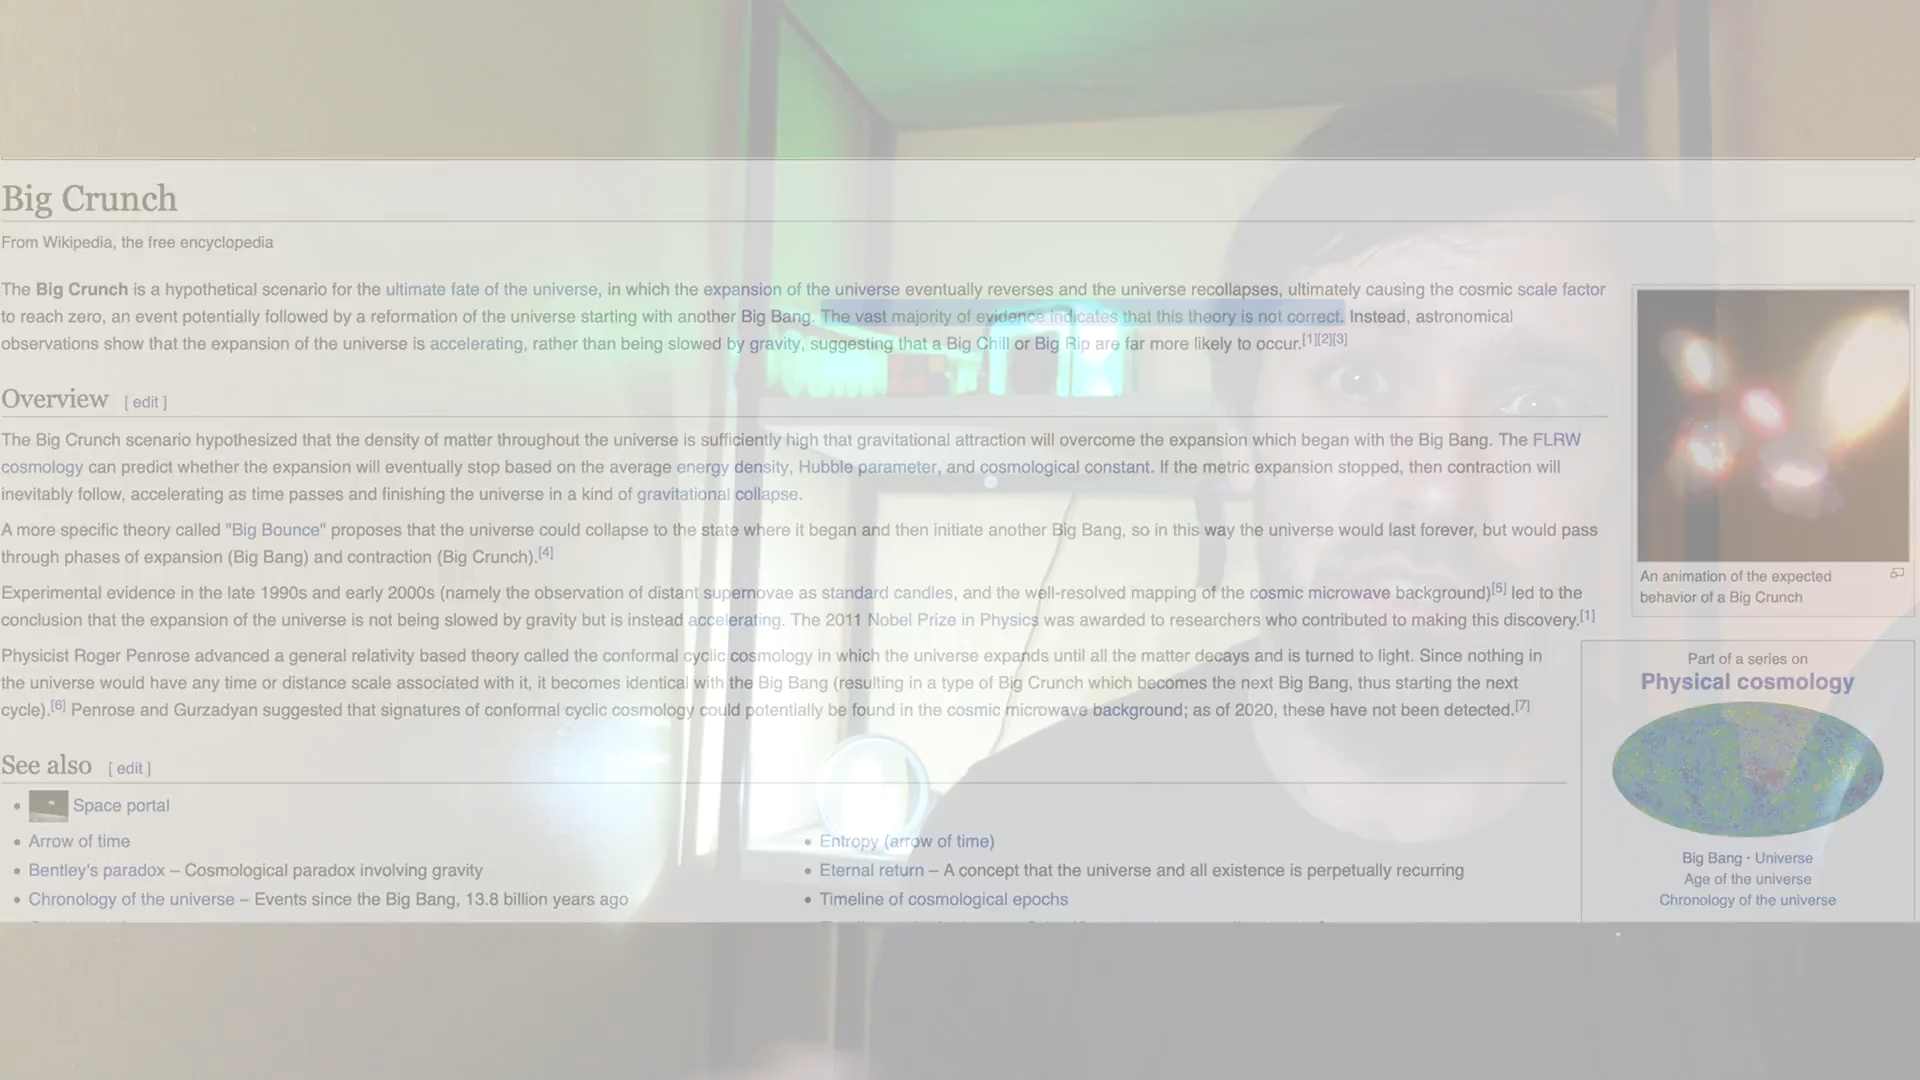 Big Crunch
From Wikipedia, the free encyclopedia
The Big Crunch is a hypothetical scenario for the ultimate fate of the universe, in which the expansion of the universe eventually reverses and the universe recollapses, ultimately causing the cosmic scale factor
to reach zero, an event potentially followed by a reformation of the universe starting with another Big Bang. The vast majority of evidence indicates that this theory is not correct. Instead, astronomical
observations show that the expansion of the universe is accelerating, rather than being slowed by gravity, suggesting that a Big Chill or Big Rip are far more likely to occur.[1][2][3]
Overview [ edit ]
The Big Crunch scenario hypothesized that the density of matter throughout the universe is sufficiently high that gravitational attraction will overcome the expansion which began with the Big Bang. The FLRW
cosmology can predict whether the expansion will eventually stop based on the average energy density, Hubble parameter, and cosmological constant. If the metric expansion stopped, then contraction will
inevitably follow, accelerating as time passes and finishing the universe in a kind of gravitational collapse.
A more specific theory called "Big Bounce" proposes that the universe could collapse to the state where it began and then initiate another Big Bang, so in this way the universe would last forever, but would pass
through phases of expansion (Big Bang) and contraction (Big Crunch).[4]
Experimental evidence in the late 1990s and early 2000s (namely the observation of distant supernovae as standard candles, and the well-resolved mapping of the cosmic microwave background)[5] led to the
conclusion that the expansion of the universe is not being slowed by gravity but is instead accelerating. The 2011 Nobel Prize in Physics was awarded to researchers who contributed to making this discovery.[1]
Physicist Roger Penrose advanced a general relativity based theory called the conformal cyclic cosmology in which the universe expands until all the matter decays and is turned to light. Since nothing in
the universe would have any time or distance scale associated with it, it becomes identical with the Big Bang (resulting in a type of Big Crunch which becomes the next Big Bang, thus starting the next
cycle).[6] Penrose and Gurzadyan suggested that signatures of conformal cyclic cosmology could potentially be found in the cosmic microwave background; as of 2020, these have not been detected.[7]
See also [ edit ]
• Space portal
• Arrow of time
• Bentley's paradox – Cosmological paradox involving gravity
• Chronology of the universe – Events since the Big Bang, 13.8 billion years ago
• Entropy (arrow of time)
• Eternal return – A concept that the universe and all existence is perpetually recurring
• Timeline of cosmological epochs
An animation of the expected
behavior of a Big Crunch
Part of a series on
Physical cosmology
Big Bang · Universe
Age of the universe
Chronology of the universe